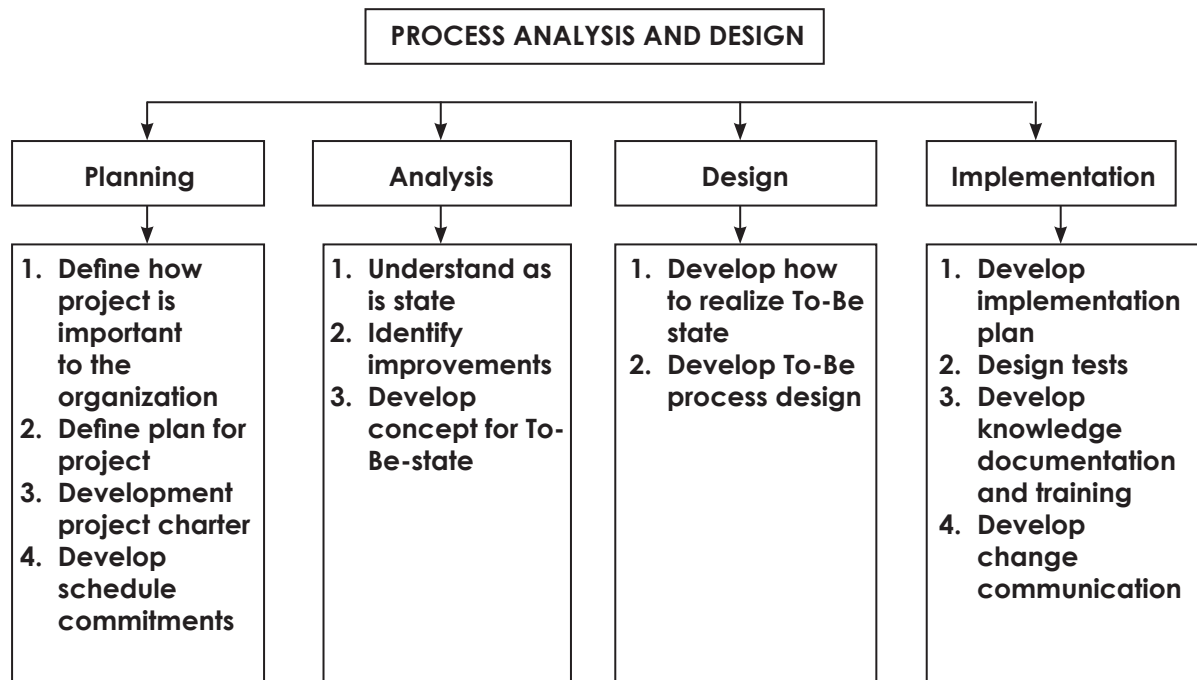 PROCESS ANALYSIS AND DESIGN
Planning
1. Define how
project is
important
to the
organization
2. Define plan for
project
3. Development
project charter
4. Develop
schedule
commitments
Analysis
1. Understand as
is state
2. Identify
improvements
3. Develop
concept for To-
Be-state
Design
1. Develop how
to realize To-Be
state
2. Develop To-Be
process design
Implementation
1. Develop
implementation
plan
2. Design tests
3. Develop
knowledge
documentation
and training
4. Develop
change
communication